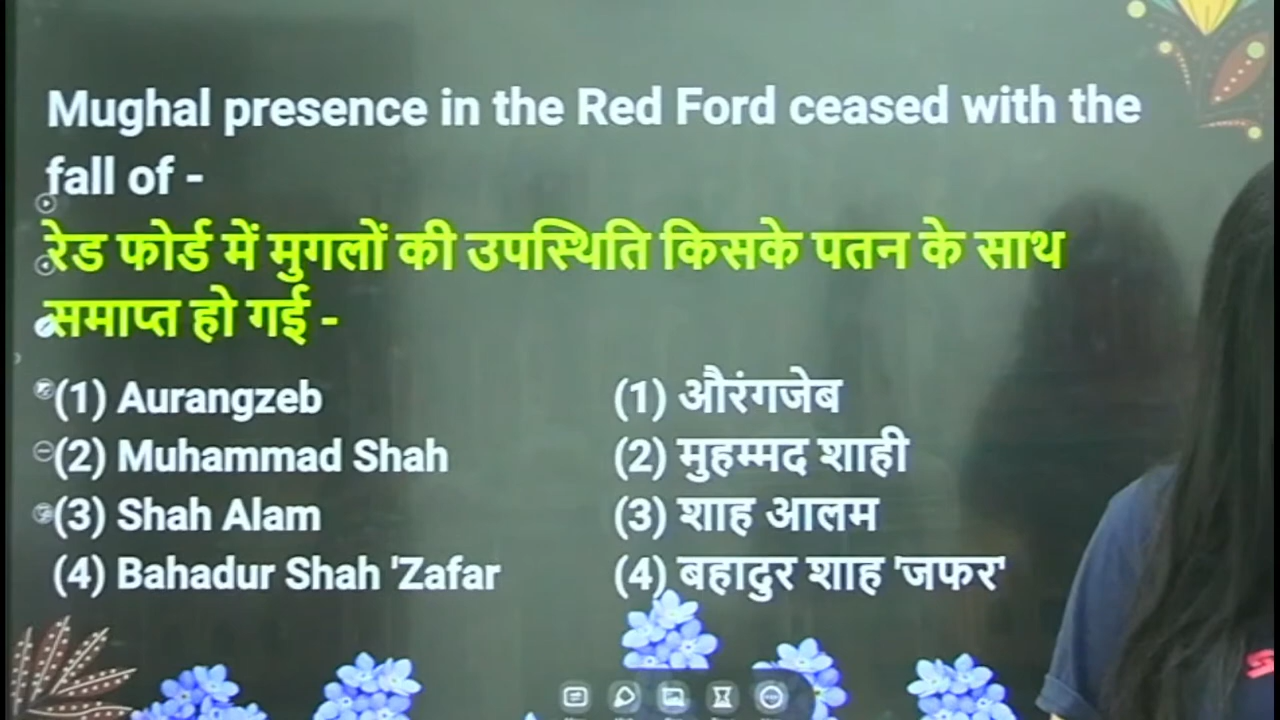 Mughal presence in the Red Ford ceased with the
fall of -
रेड फोर्ड में मुगलों की उपस्थिति किसके पतन के साथ
समाप्त हो गई -
(1) Aurangzeb
(1) औरंगजेब
(2) Muhammad Shah
(2) मुहम्मद शाही
(3) Shah Alam
(3) शाह आलम
(4) Bahadur Shah 'Zafar
(4) बहादुर शाह 'जफर'